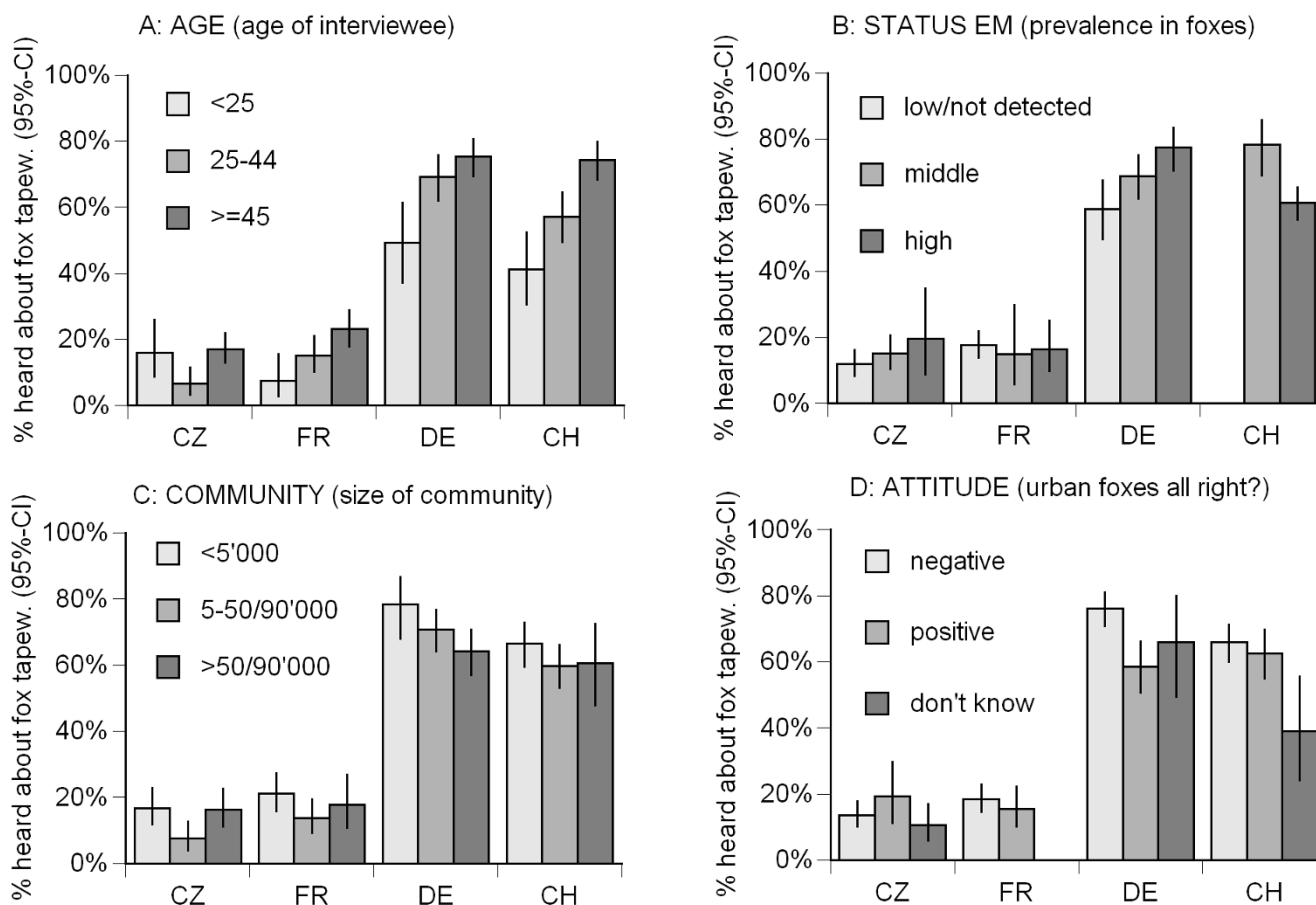 A: AGE (age of interviewee)
% heard about fox tapew. (95%-CI)
100%
80%
60%
40%
20%
0%
<25
25-44
>=45
CZ FR DE CH
B: STATUS EM (prevalence in foxes)
% heard about fox tapew. (95%-CI)
100%
80%
60%
40%
20%
0%
low/not detected
middle
high
CZ FR DE CH
C: COMMUNITY (size of community)
% heard about fox tapew. (95%-CI)
100%
80%
60%
40%
20%
0%
<5'000
5-50/90'000
>50/90'000
CZ FR DE CH
D: ATTITUDE (urban foxes all right?)
% heard about fox tapew. (95%-CI)
100%
80%
60%
40%
20%
0%
negative
positive
don't know
CZ FR DE CH